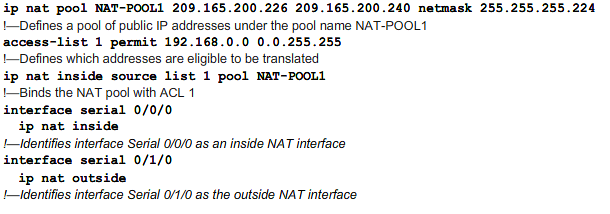 ip nat pool NAT-POOL1 209.165.200.226 209.165.200.240 netmask 255.255.255.224
!—Defines a pool of public IP addresses under the pool name NAT-POOL1
access-list 1 permit 192.168.0.0 0.0.255.255
!—Defines which addresses are eligible to be translated
ip nat inside source list 1 pool NAT-POOL1
!—Binds the NAT pool with ACL 1
interface serial 0/0/0
ip nat inside
!—Identifies interface Serial 0/0/0 as an inside NAT interface
interface serial 0/1/0
ip nat outside
!—Identifies interface Serial 0/1/0 as the outside NAT interface